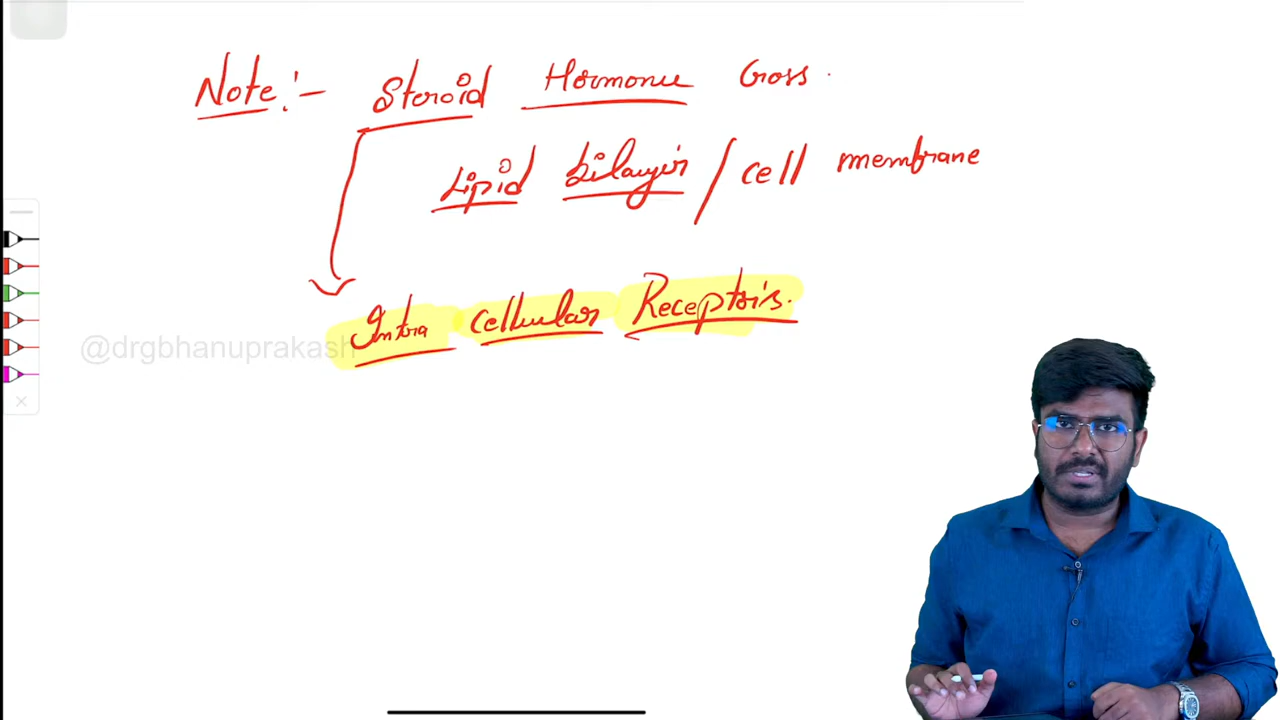 Note:- Steroid Hormone Cross
Lipid bilayer / cell membrane
Intra cellular Receptors.
@drgbhanuprakash